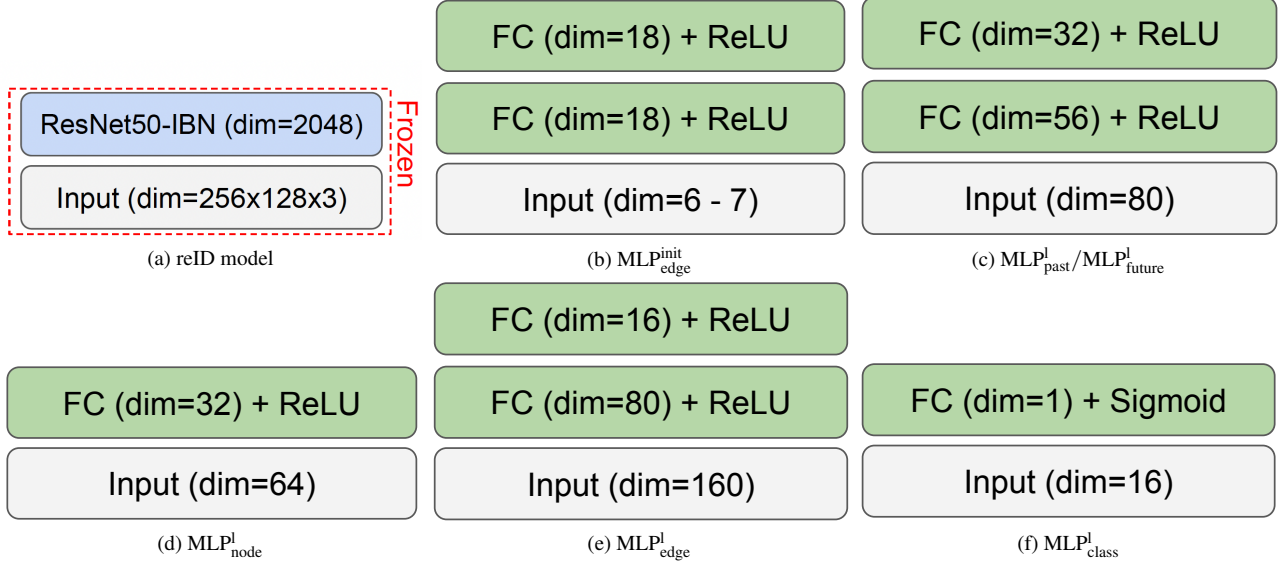 ResNet50-IBN (dim=2048)
Input (dim=256x128x3)
Frozen
(a) reID model
FC (dim=18) + ReLU
FC (dim=18) + ReLU
Input (dim=6 - 7)
(b) MLP^init_edge
FC (dim=32) + ReLU
FC (dim=56) + ReLU
Input (dim=80)
(c) MLP^l_past/MLP^l_future
FC (dim=32) + ReLU
Input (dim=64)
(d) MLP^l_node
FC (dim=16) + ReLU
FC (dim=80) + ReLU
Input (dim=160)
(e) MLP^l_edge
FC (dim=1) + Sigmoid
Input (dim=16)
(f) MLP^l_class